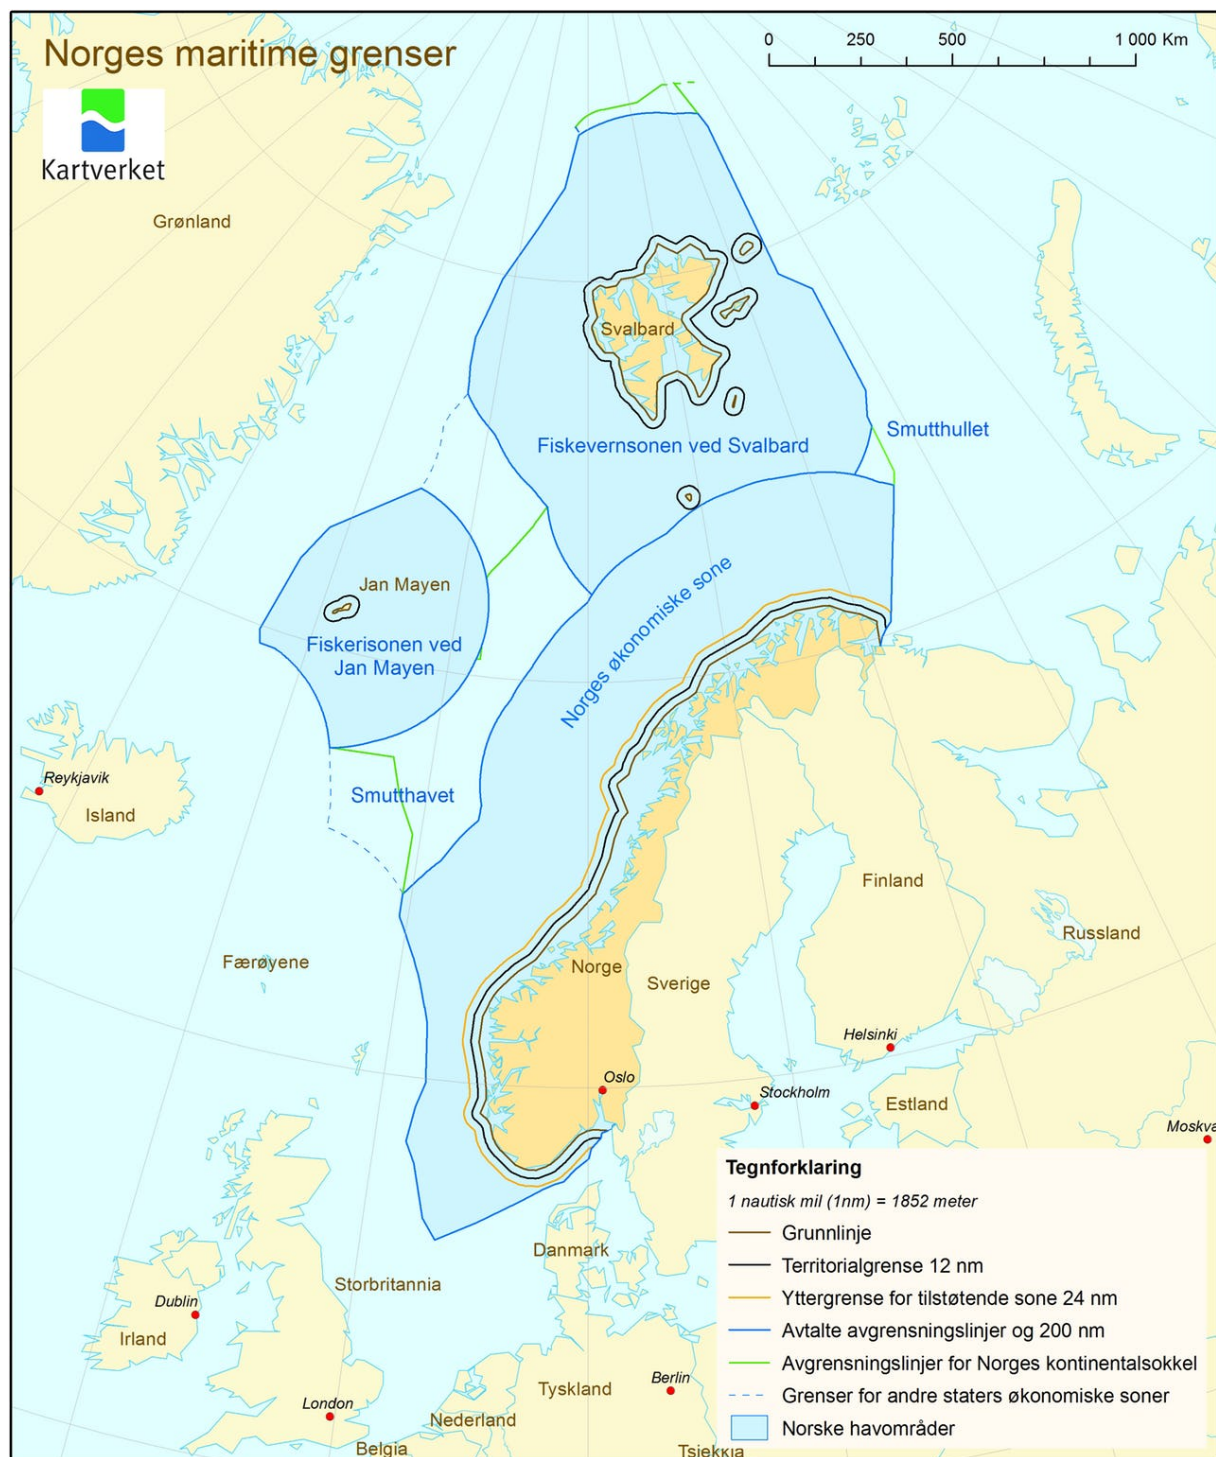 Norges maritime grenser
0 250 500 1 000 Km
Kartverket
Grønland
Svalbard
Smutthullet
Fiskevernsonen ved Svalbard
Jan Mayen
Norges økonomiske sone
Fiskerisonen ved
Jan Mayen
Reykjavik
Island
Smutthavet
Finland
Russland
Færøyene
Norge
Sverige
Helsinki
Oslo
Stockholm
Estland
Moskva
Danmark
Storbritannia
Dublin
Irland
Tyskland
Berlin
London
Nederland
Belgia
Tsjekkia
Tegnforklaring
1 nautisk mil (1nm) = 1852 meter
Grunnlinje
Territorialgrense 12 nm
Yttergrense for tilstøtende sone 24 nm
Avtalte avgrensningslinjer og 200 nm
Avgrensningslinjer for Norges kontinentalsokkel
Grenser for andre staters økonomiske soner
Norske havområder